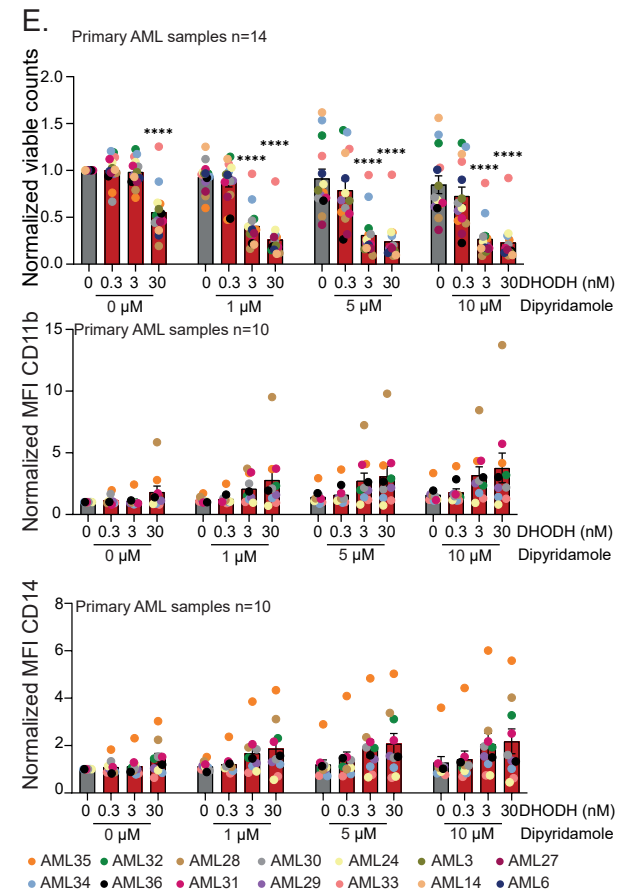 E.
Primary AML samples n=14
Normalized viable counts
2.0
1.5
1.0
0.5
0.0
**** **** **** **** **** **** ****
0 0.3 3 30 0 0.3 3 30 0 0.3 3 30 0 0.3 3 30 DHODH (nM)
0 µM 1 µM 5 µM 10 µM Dipyridamole
Primary AML samples n=10
Normalized MFI CD11b
15
10
5
0
0 0.3 3 30 0 0.3 3 30 0 0.3 3 30 0 0.3 3 30 DHODH (nM)
0 µM 1 µM 5 µM 10 µM Dipyridamole
Primary AML samples n=10
Normalized MFI CD14
8
6
4
2
0
0 0.3 3 30 0 0.3 3 30 0 0.3 3 30 0 0.3 3 30 DHODH (nM)
0 µM 1 µM 5 µM 10 µM Dipyridamole
AML35 AML32 AML28 AML30 AML24 AML3 AML27
AML34 AML36 AML31 AML29 AML33 AML14 AML6